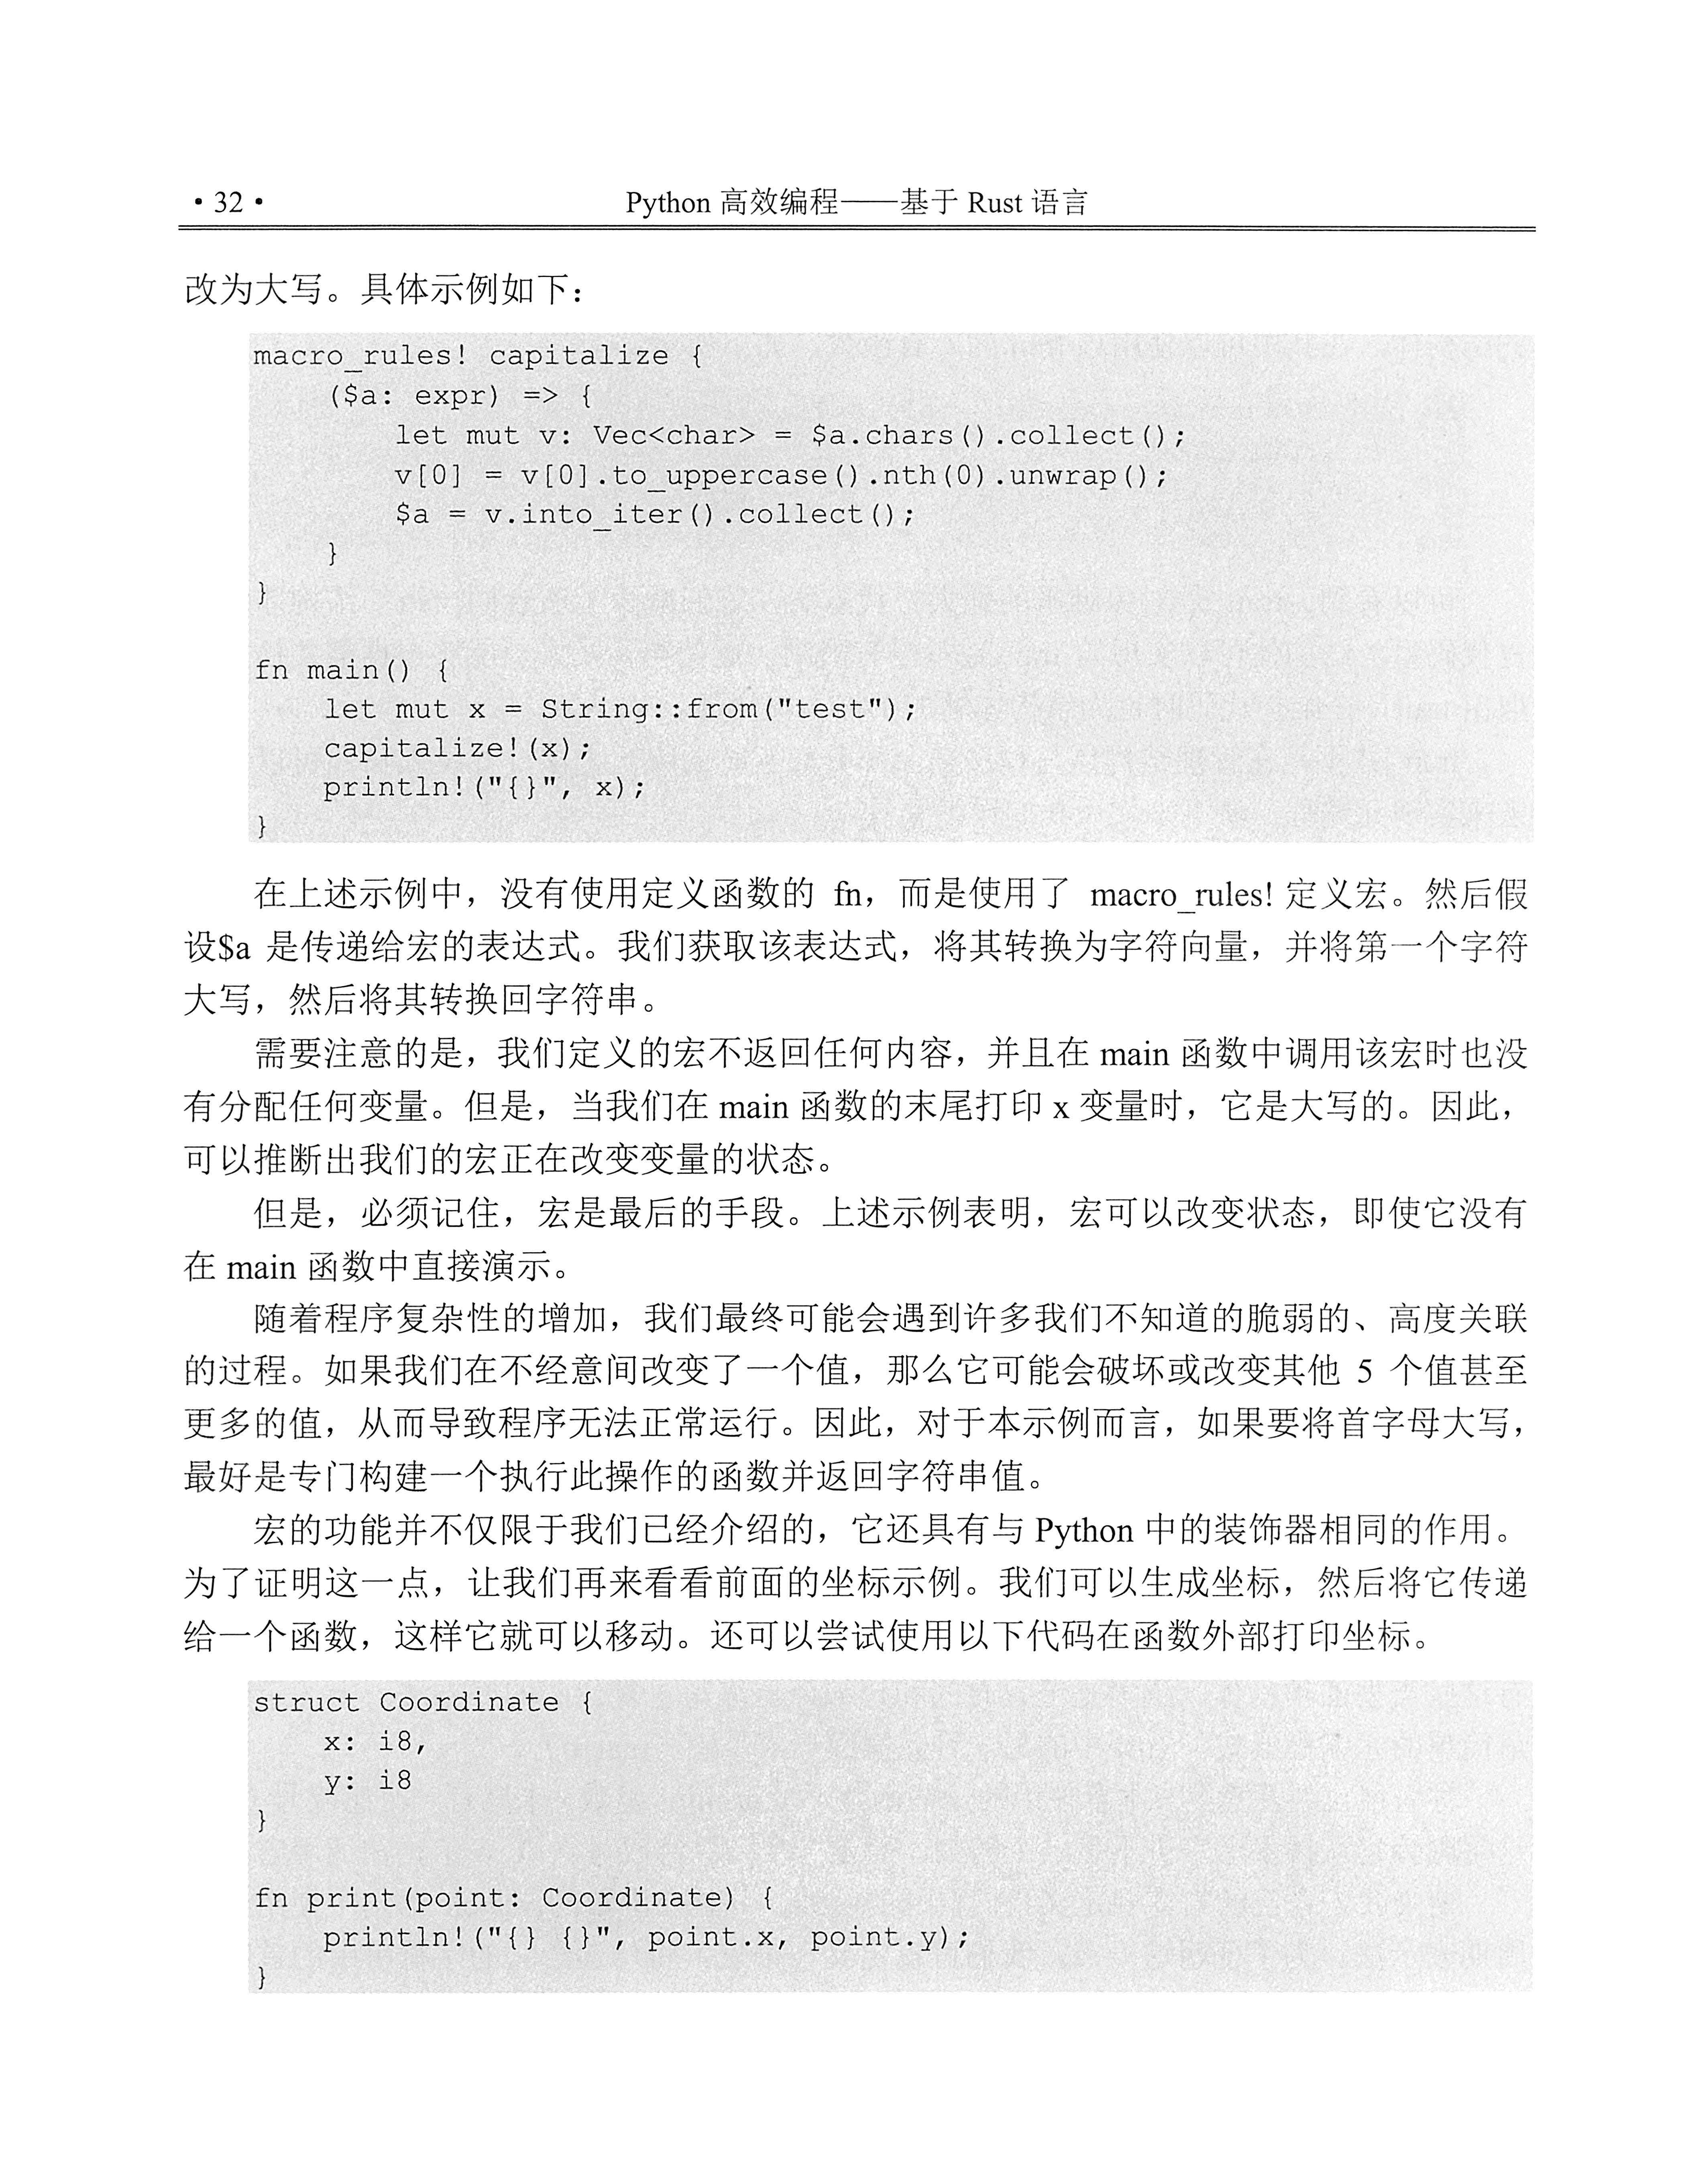 • 32 •
Python 高效编程——基于 Rust 语言
改为大写。具体示例如下：
macro_rules! capitalize {
    ($a: expr) => {
        let mut v: Vec<char> = $a.chars().collect();
        v[0] = v[0].to_uppercase().nth(0).unwrap();
        $a = v.into_iter().collect();
    }
}
fn main() {
    let mut x = String::from("test");
    capitalize!(x);
    println!("{}", x);
}
在上述示例中，没有使用定义函数的 fn，而是使用了 macro_rules! 定义宏。然后假
设$a 是传递给宏的表达式。我们获取该表达式，将其转换为字符向量，并将第一个字符
大写，然后将其转换回字符串。
需要注意的是，我们定义的宏不返回任何内容，并且在 main 函数中调用该宏时也没
有分配任何变量。但是，当我们在 main 函数的末尾打印 x 变量时，它是大写的。因此，
可以推断出我们的宏正在改变变量的状态。
但是，必须记住，宏是最后的手段。上述示例表明，宏可以改变状态，即使它没有
在 main 函数中直接演示。
随着程序复杂性的增加，我们最终可能会遇到许多我们不知道的脆弱的、高度关联
的过程。如果我们在不经意间改变了一个值，那么它可能会破坏或改变其他 5 个值甚至
更多的值，从而导致程序无法正常运行。因此，对于本示例而言，如果要将首字母大写，
最好是专门构建一个执行此操作的函数并返回字符串值。
宏的功能并不仅限于我们已经介绍的，它还具有与 Python 中的装饰器相同的作用。
为了证明这一点，让我们再来看看前面的坐标示例。我们可以生成坐标，然后将它传递
给一个函数，这样它就可以移动。还可以尝试使用以下代码在函数外部打印坐标。
struct Coordinate {
    x: i8,
    y: i8
}
fn print(point: Coordinate) {
    println!("{} {}", point.x, point.y);
}